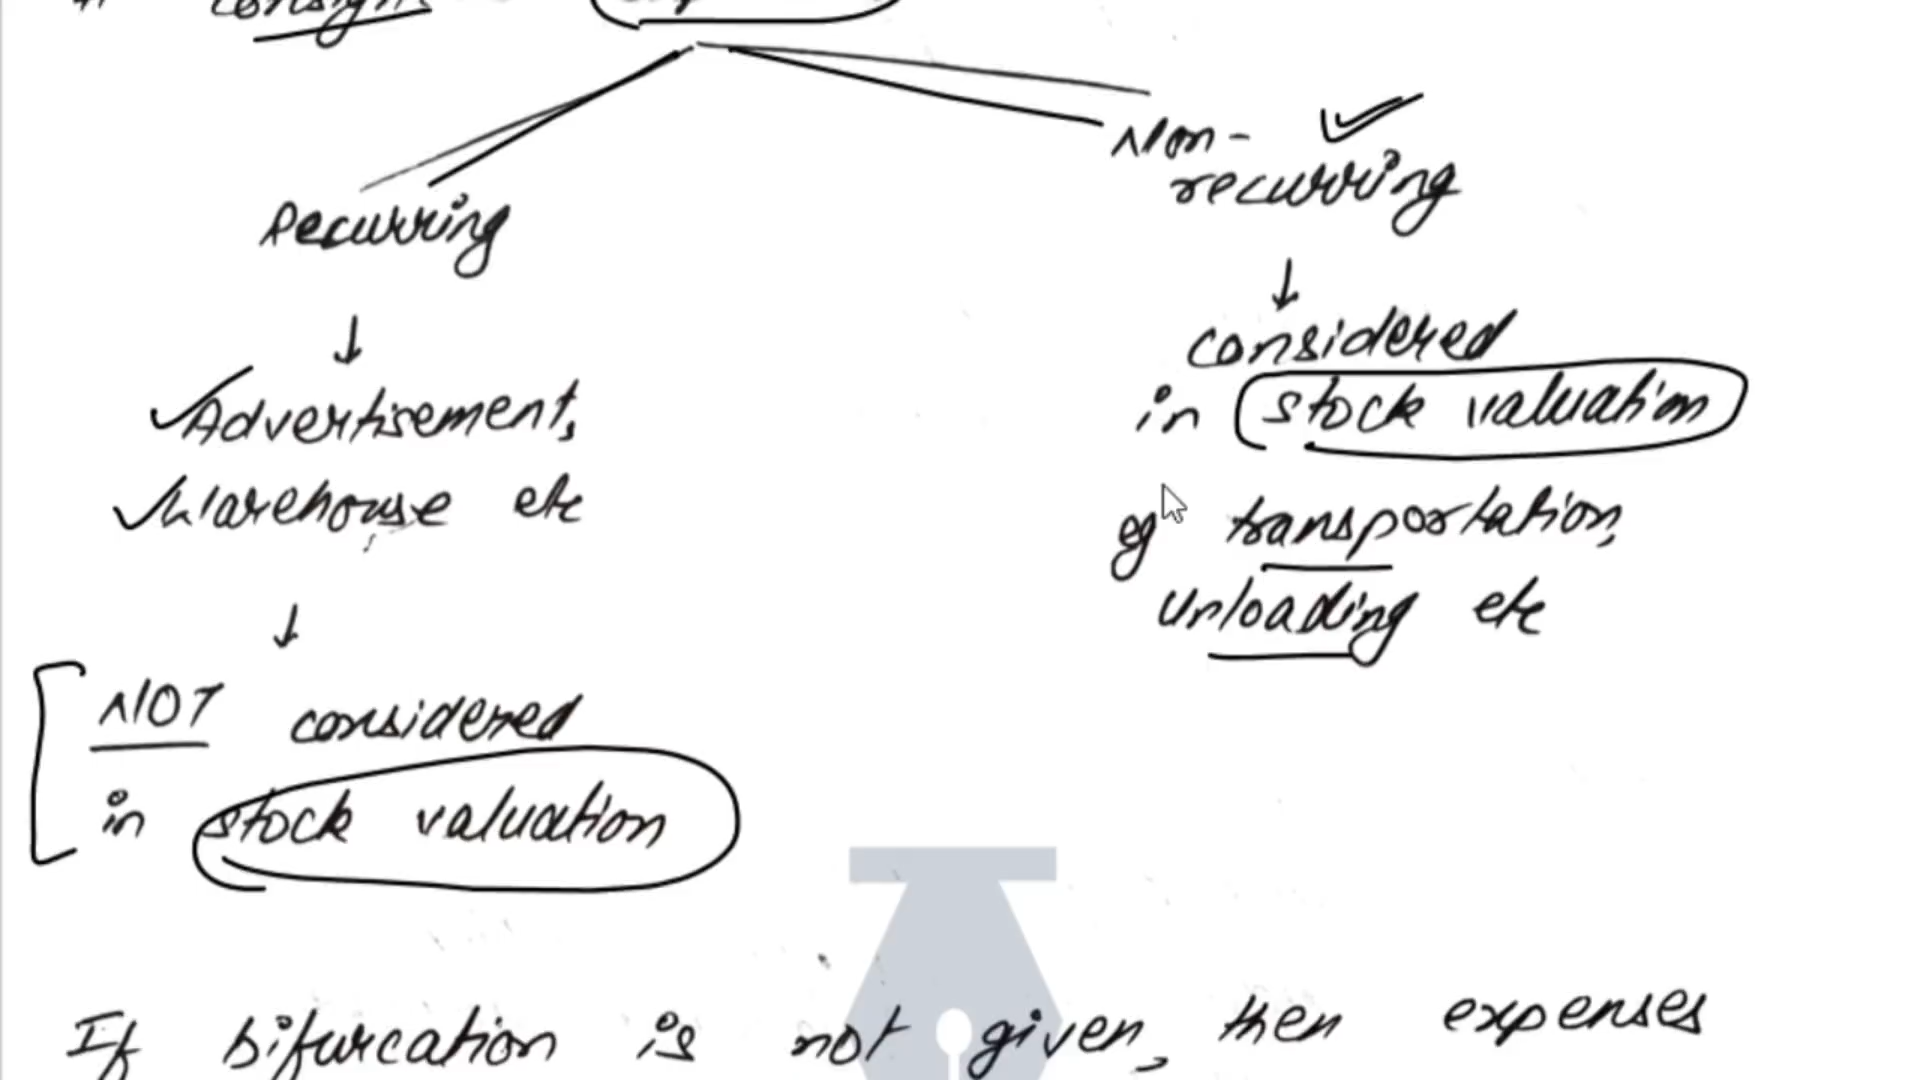 Recurring
Advertisement,
Warehouse etc
NOT considered
in stock valuation
Non-
recurring
considered
in stock valuation
eg transportation,
unloading etc
If bifurcation is not given, then expenses